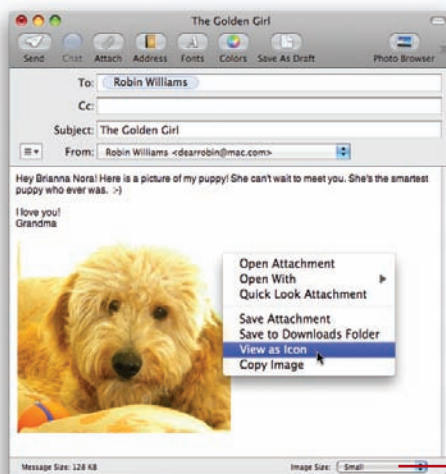 The Golden Girl
Send Chat Attach Address Fonts Colors Save As Draft Photo Browser
To: Robin Williams
Cc:
Subject: The Golden Girl
From: Robin Williams <dearrobin@mac.com>
Hey Brianna Nora! Here is a picture of my puppy! She can't wait to meet you. She's the smartest
puppy who ever was. :-)
I love you!
Grandma
Open Attachment
Open With
Quick Look Attachment
Save Attachment
Save to Downloads Folder
View as Icon
Copy Image
Message Size: 128 KB Image Size: Small